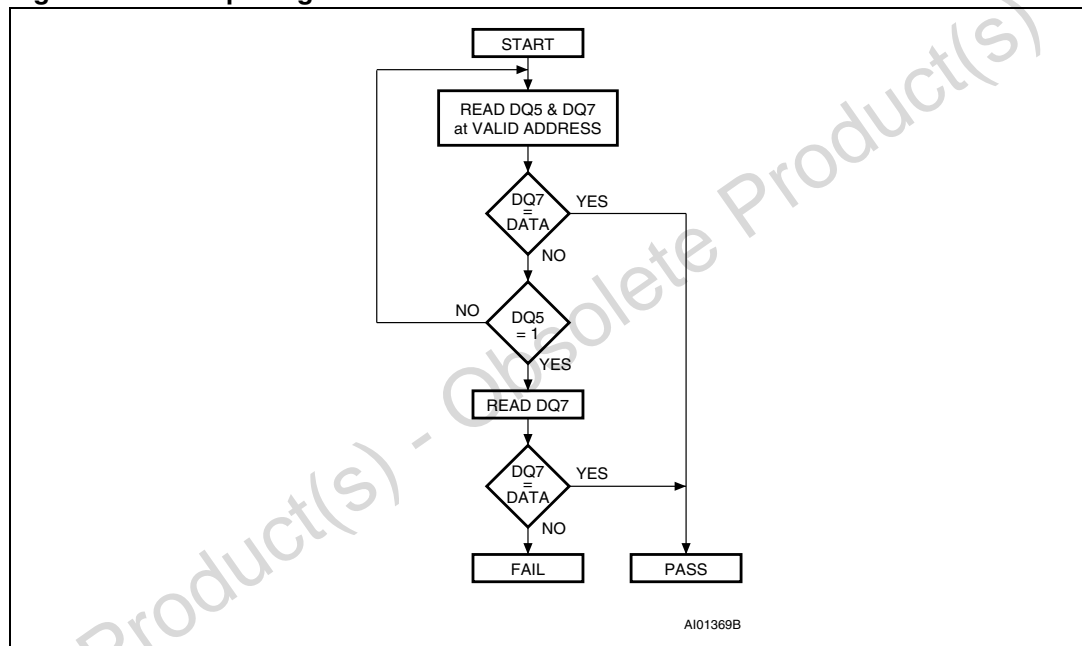 START
READ DQ5 & DQ7
at VALID ADDRESS
DQ7
=
DATA
YES
NO
DQ5
= 1
NO
YES
READ DQ7
DQ7
=
DATA
YES
NO
FAIL
PASS
AI01369B
Product(s) - Obsolete Product(s)